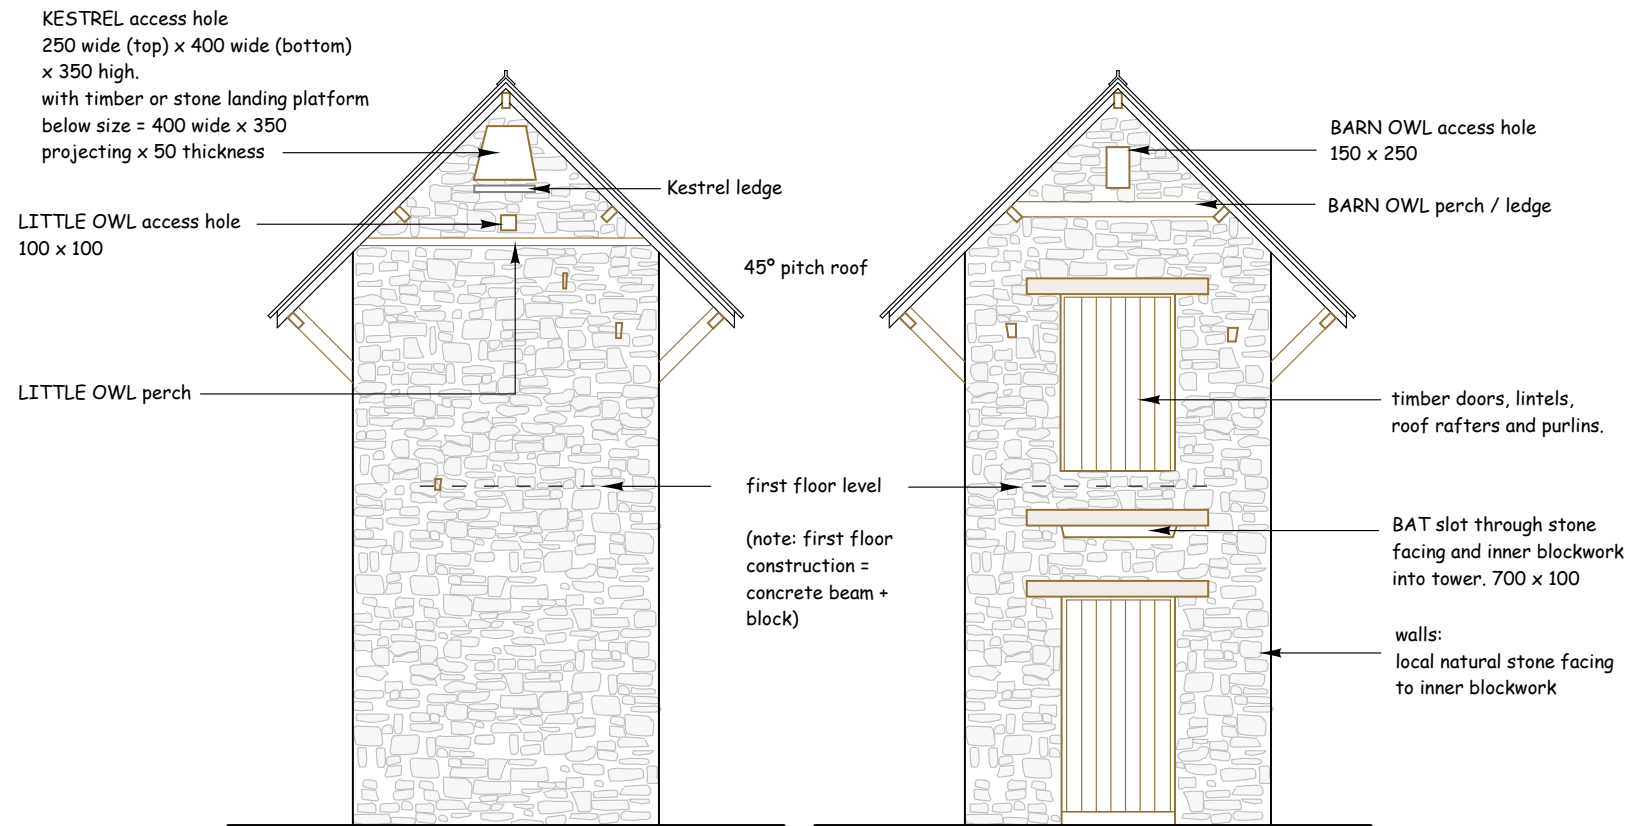 KESTREL access hole
250 wide (top) x 400 wide (bottom)
x 350 high.
with timber or stone landing platform
below size = 400 wide x 350
projecting x 50 thickness
Kestrel ledge
LITTLE OWL access hole
100 x 100
45º pitch roof
LITTLE OWL perch
first floor level
(note: first floor
construction =
concrete beam +
block)
BARN OWL access hole
150 x 250
BARN OWL perch / ledge
timber doors, lintels,
roof rafters and purlins.
BAT slot through stone
facing and inner blockwork
into tower. 700 x 100
walls:
local natural stone facing
to inner blockwork